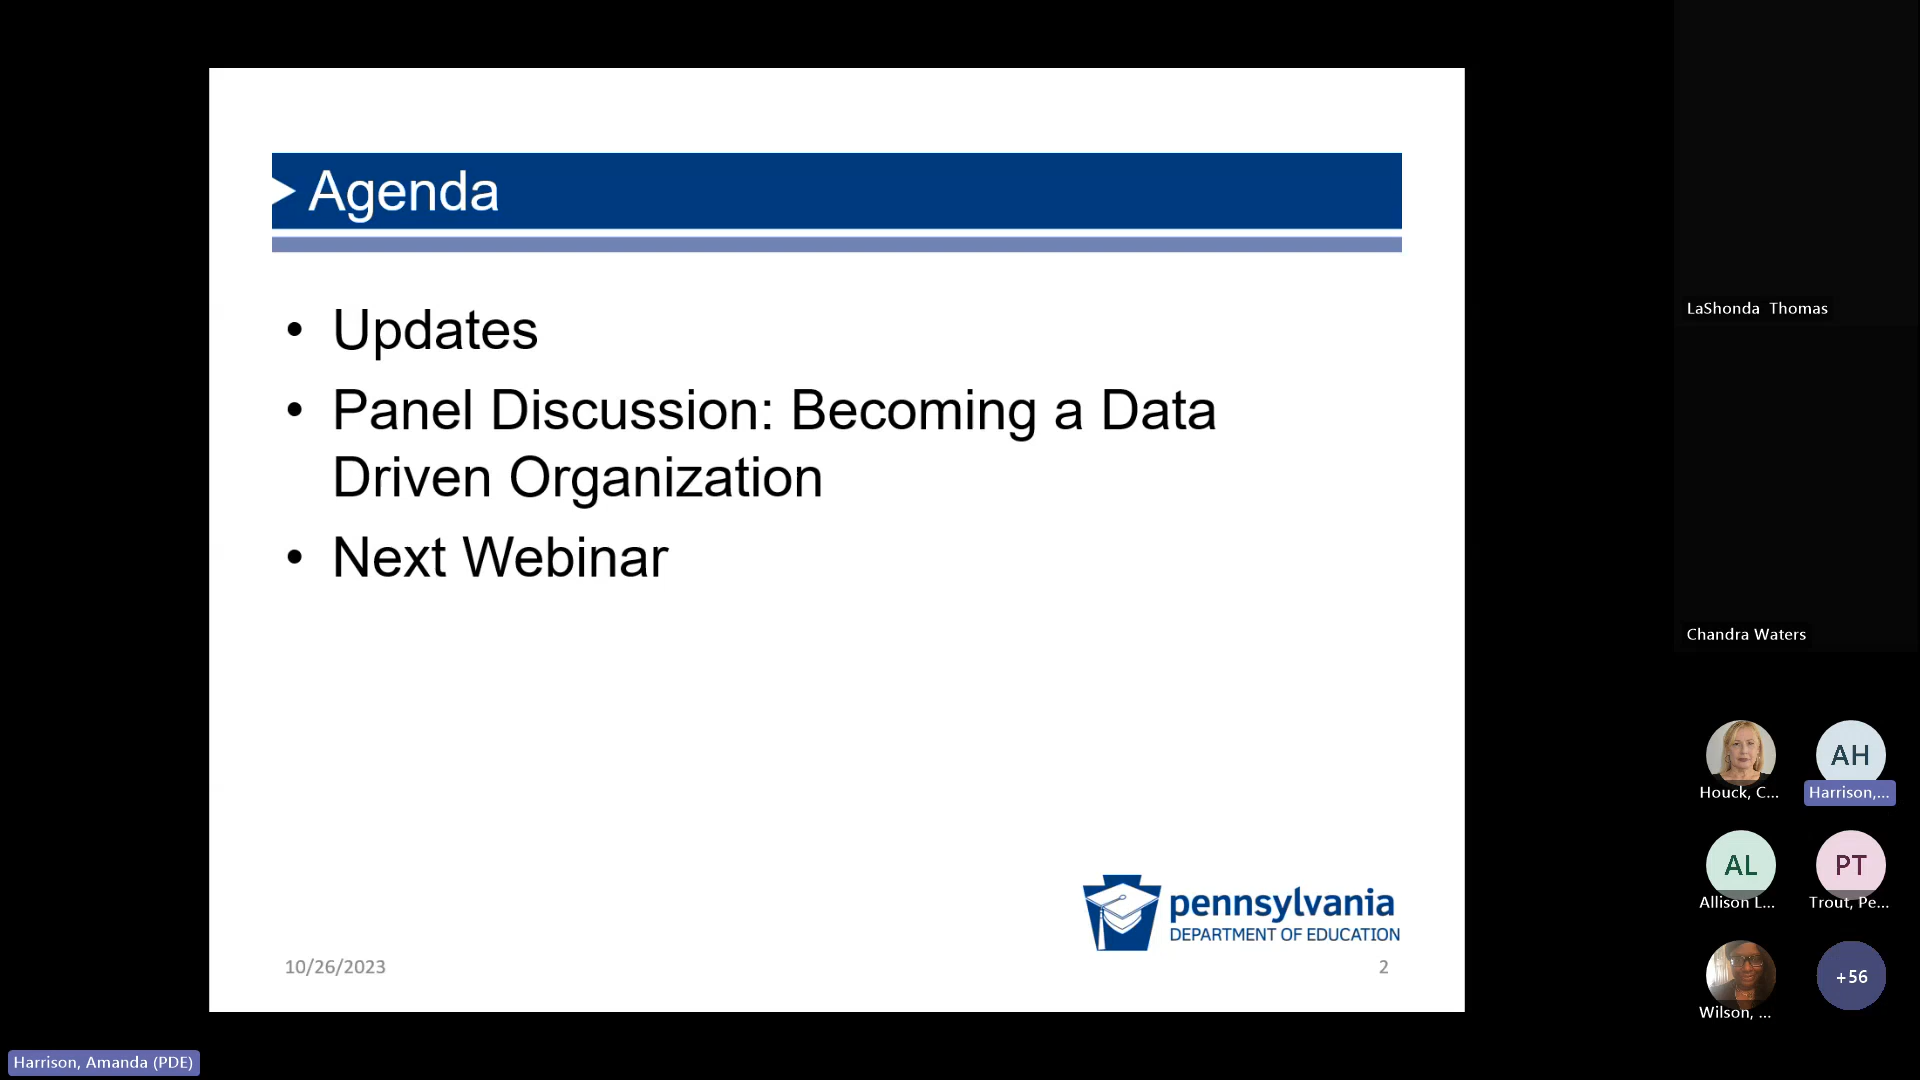 Agenda
• Updates
• Panel Discussion: Becoming a Data
Driven Organization
• Next Webinar
pennsylvania
DEPARTMENT OF EDUCATION
10/26/2023
2
LaShonda Thomas
Chandra Waters
Houck, C...
AH
Harrison,...
AL
Allison L...
PT
Trout, Pe...
Wilson, ...
+56
Harrison, Amanda (PDE)